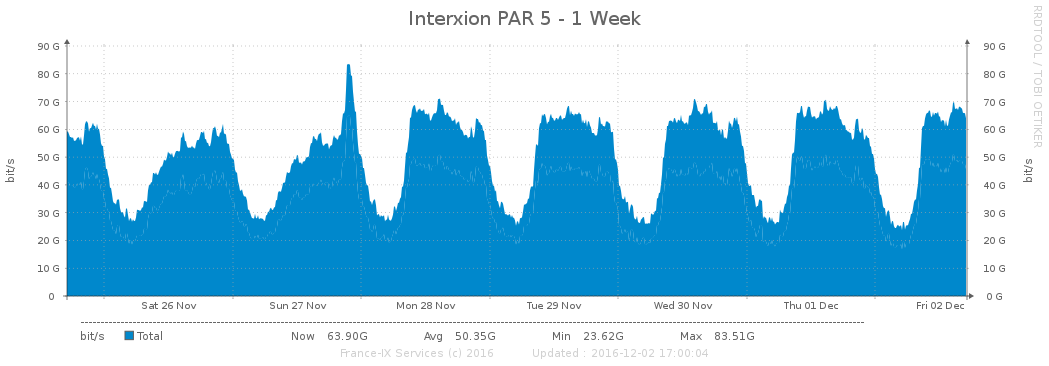 Interxion PAR 5 - 1 Week
RRDTOOL / TOBI OETIKER
90 G 90 G
80 G 80 G
70 G 70 G
60 G 60 G
50 G 50 G
40 G 40 G
30 G 30 G
20 G 20 G
10 G 10 G
0 0 G
bit/s
bit/s
Sat 26 Nov Sun 27 Nov Mon 28 Nov Tue 29 Nov Wed 30 Nov Thu 01 Dec Fri 02 Dec
bit/s Total Now 63.90G Avg 50.35G Min 23.62G Max 83.51G
France-IX Services (c) 2016 Updated : 2016-12-02 17:00:04